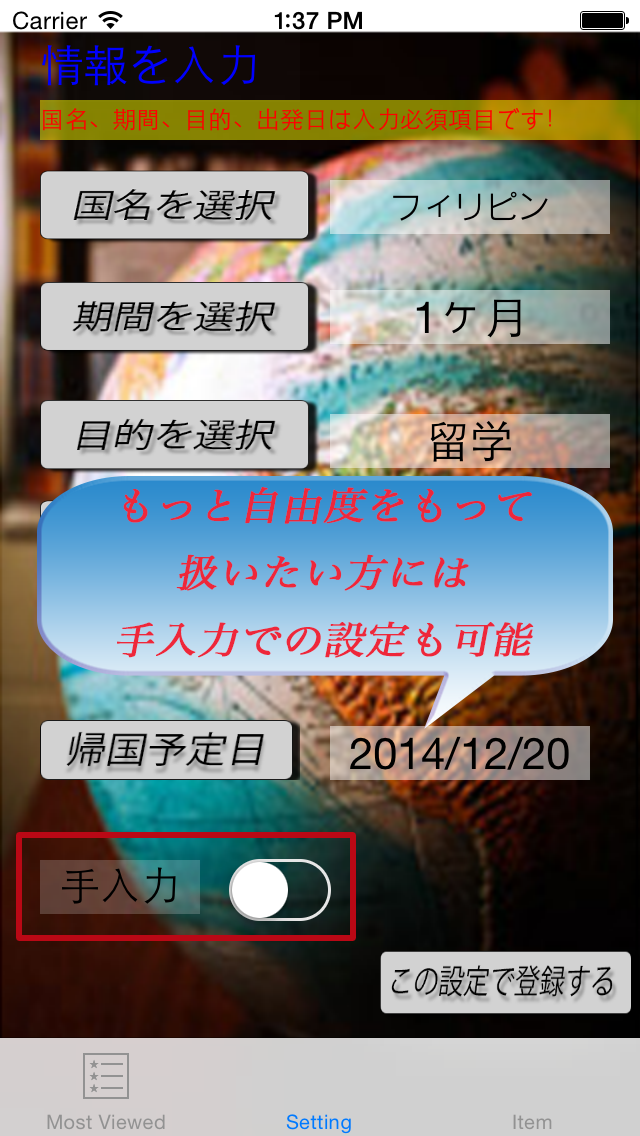 Carrier 1:37 PM
情報を入力
国名、期間、目的、出発日は入力必須項目です!
国名を選択 フィリピン
期間を選択 1ヶ月
目的を選択 留学
もっと自由度をもって
扱いたい方には
手入力での設定も可能
帰国予定日 2014/12/20
手入力
この設定で登録する
Most Viewed Setting Item